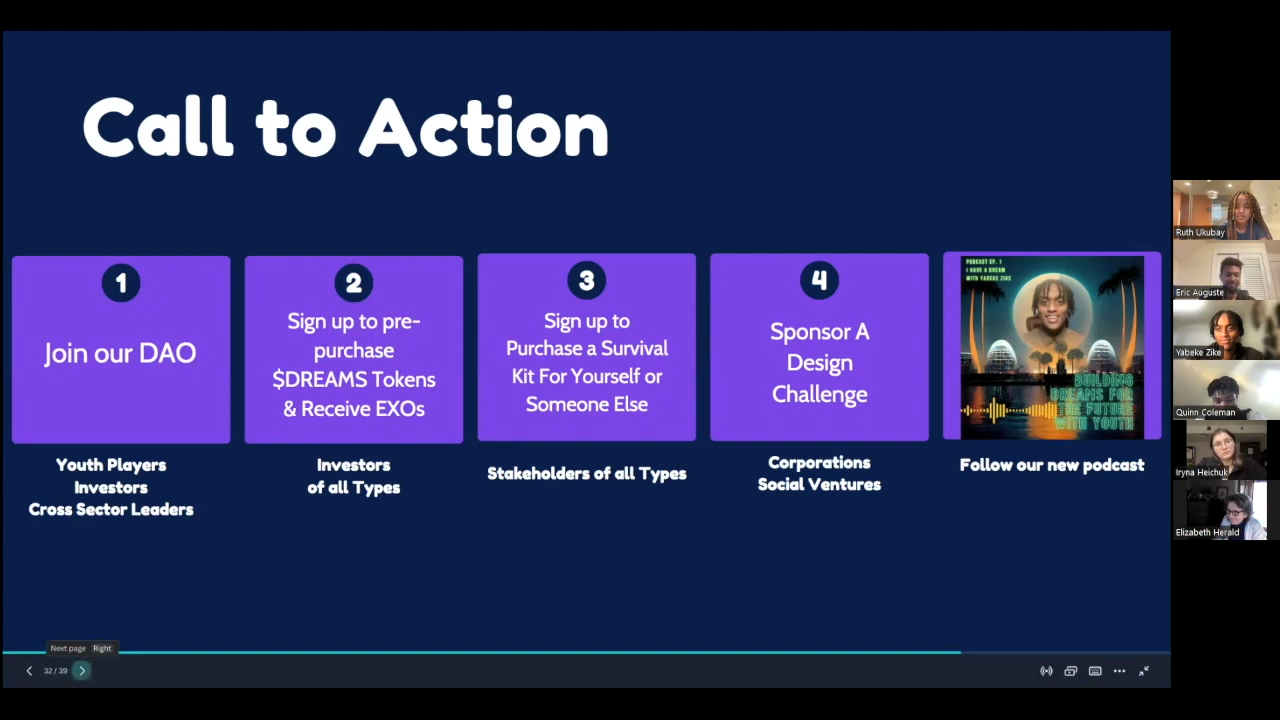 Call to Action
1
Join our DAO
Youth Players
Investors
Cross Sector Leaders
2
Sign up to pre-
purchase
$DREAMS Tokens
& Receive EXOs
Investors
of all Types
3
Sign up to
Purchase a Survival
Kit For Yourself or
Someone Else
Stakeholders of all Types
4
Sponsor A
Design
Challenge
Corporations
Social Ventures
PODCAST EP. 1
I HAVE A DREAM
WITH YABEKE ZIKE
BUILDING
DREAMS FOR
THE FUTURE
WITH YOUTH
Follow our new podcast
Ruth Ukubay
Eric Auguste
Yabeke Zike
Quinn Coleman
Iryna Heichuk
Elizabeth Herald
Next page Right
32 / 39